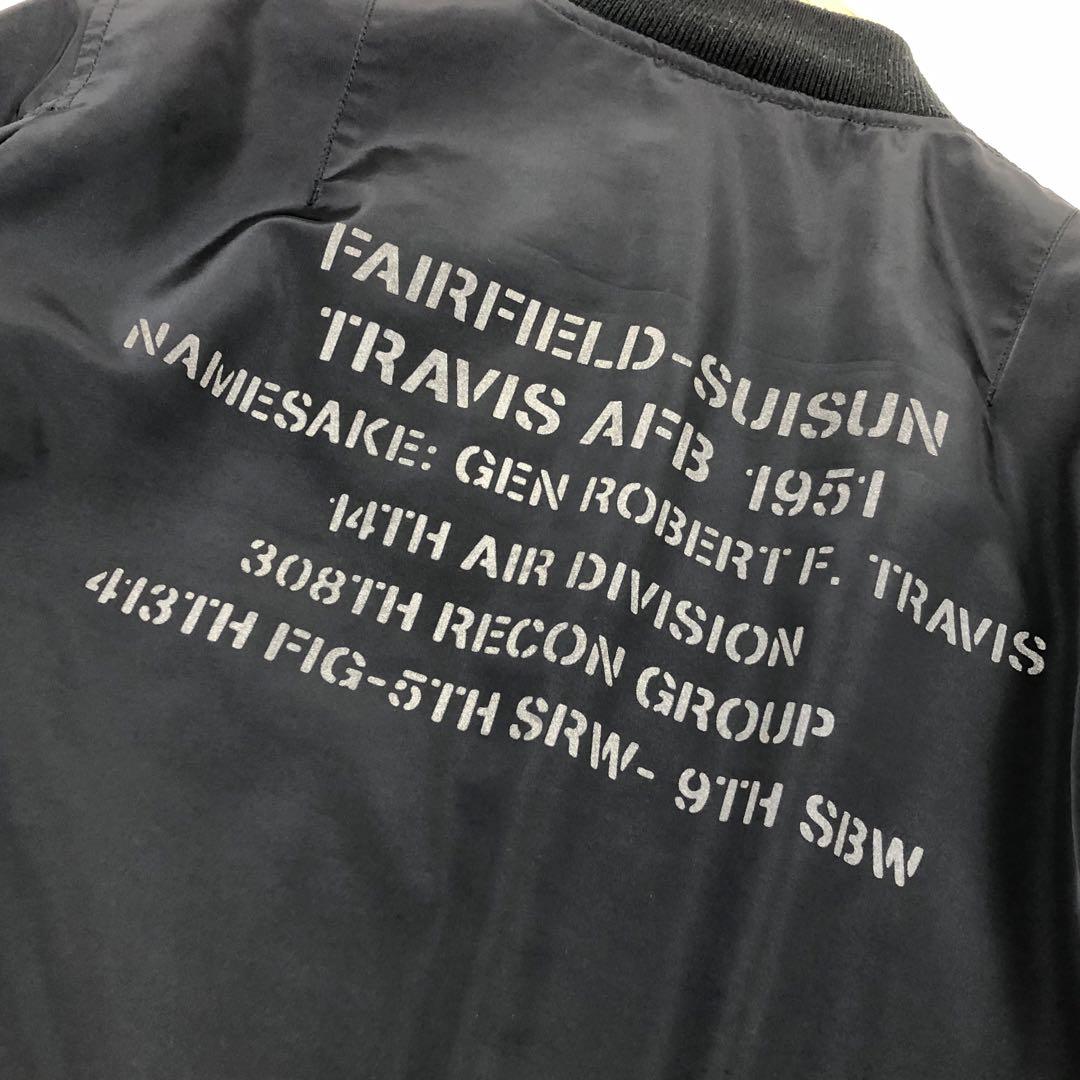 FAIRFIELD-SUISUN
TRAVIS AFB 1951
NAMESAKE: GEN ROBERT F. TRAVIS
14TH AIR DIVISION
308TH RECON GROUP
413TH FIG-5TH SRW- 9TH SBW